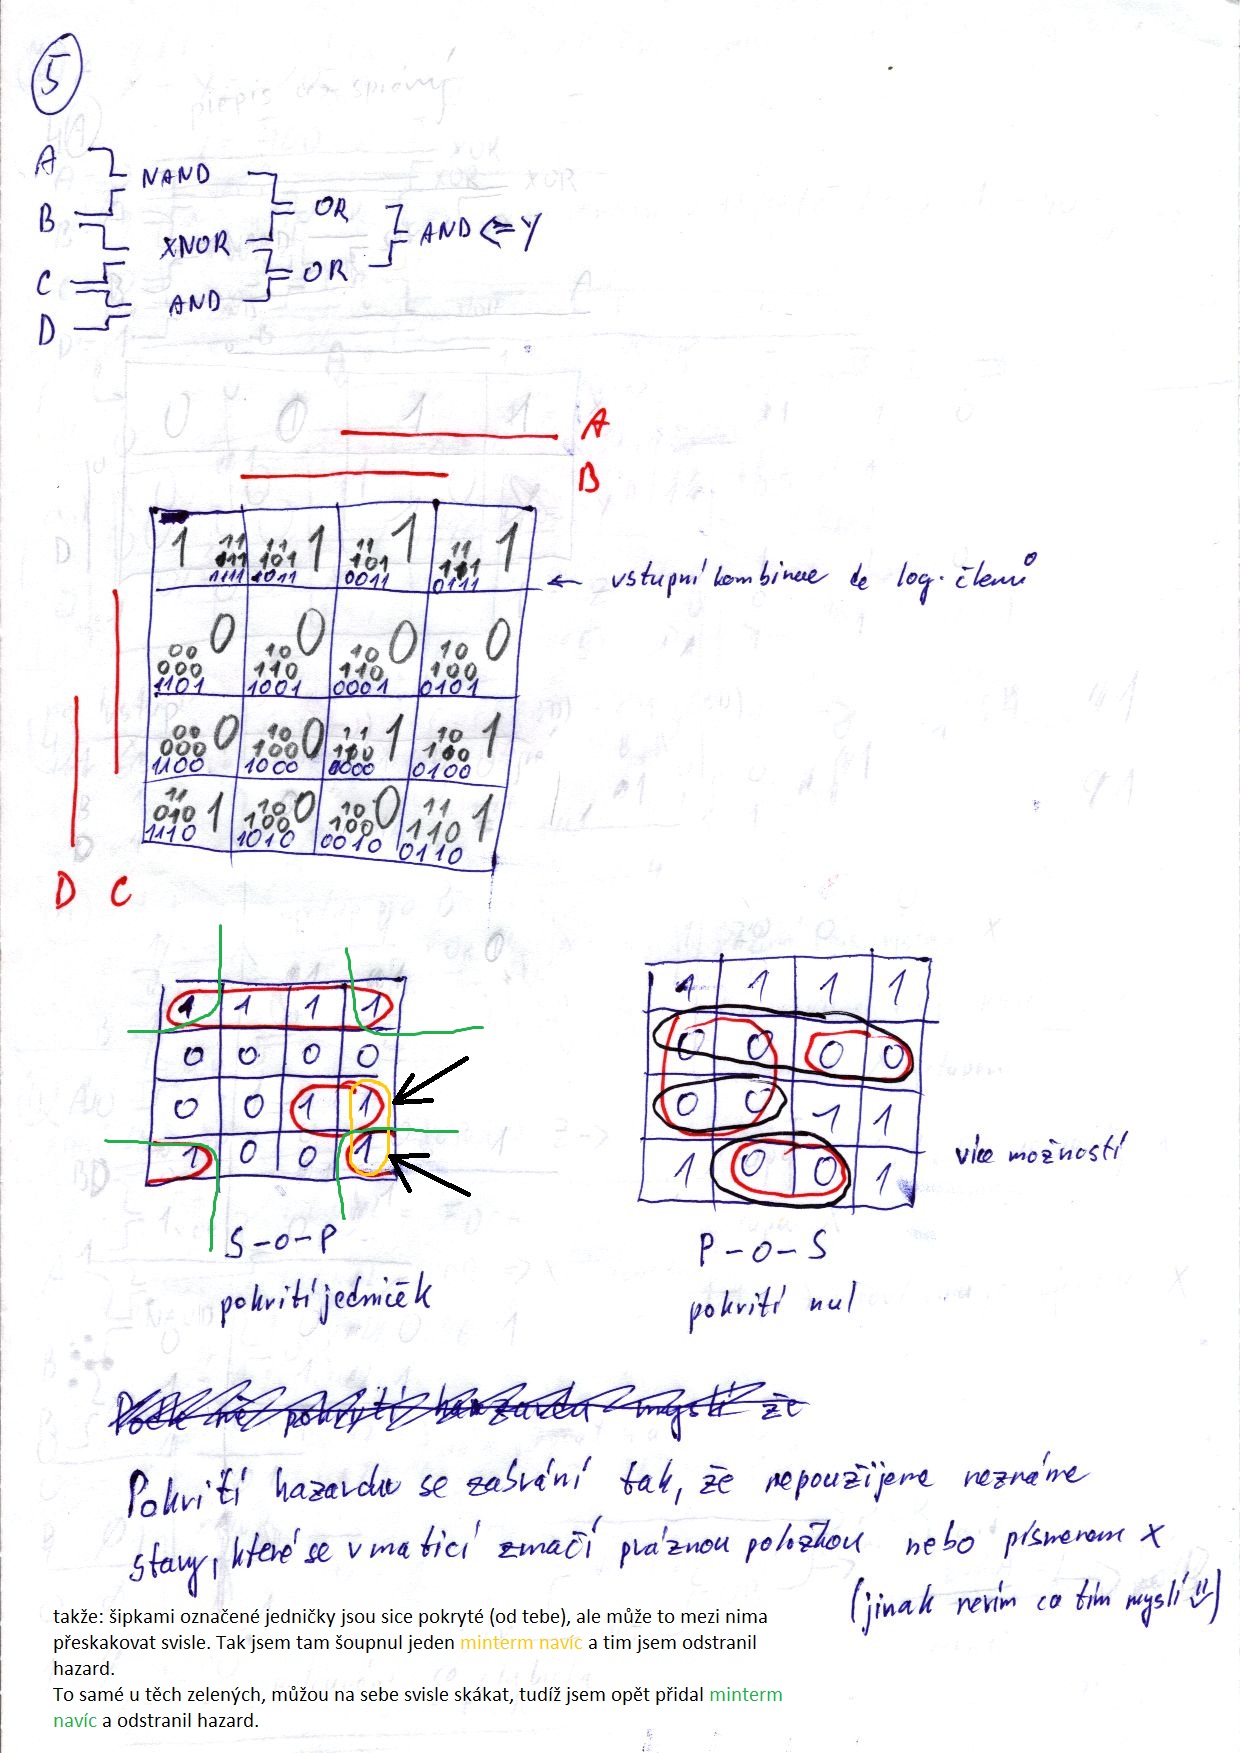 5
A
NAND
B OR
XNOR AND <= Y
C OR
AND
D
A
B
1 11 111 1111 11 101 1011 1 11 101 0011 1 11 111 0111 1
← vstupní kombinace do log. členů
00 000 1101 0 10 110 1001 0 10 110 0001 0 10 100 0101 0
00 000 1100 0 10 100 1000 0 11 110 0000 1 10 100 0100 1
11 010 1110 1 10 100 1010 0 10 100 0010 0 11 110 0110 1
D C
1 1 1 1
0 0 0 0
0 0 1 1
1 0 0 1
S-O-P
pokrití jedniček
1 1 1 1
0 0 0 0
0 0 1 1
1 0 0 1
více možností
P-O-S
pokrití nul
Pokrití hazardu se zabrání tak, že nepoužijeme neznáme
stavy, které se v matici značí práznou položkou nebo písmenem X
(jinak nevím co tím myslí)
takže: šipkami označené jedničky jsou sice pokryté (od tebe), ale může to mezi nima
přeskakovat svisle. Tak jsem tam šoupnul jeden minterm navíc a tim jsem odstranil
hazard.
To samé u těch zelených, můžou na sebe svisle skákat, tudíž jsem opět přidal minterm
navíc a odstranil hazard.